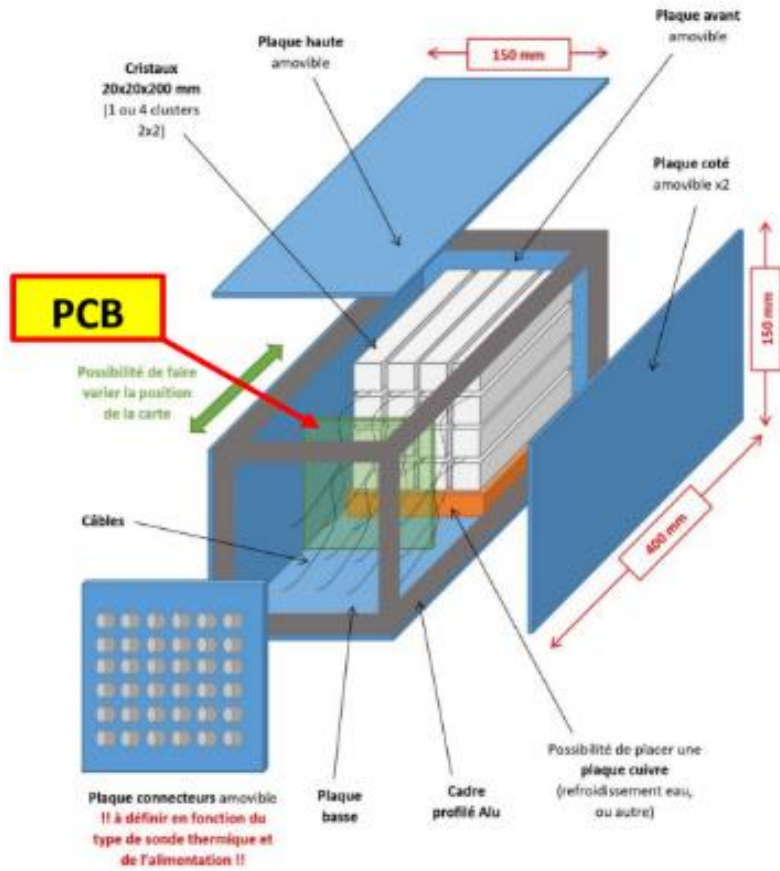 Plaque avant
amovible
Plaque haute
amovible
150 mm
Cristaux
20x20x200 mm
(1 ou 4 clusters
2x2)
Plaque coté
amovible x2
PCB
150 mm
Possibilité de faire
varier la position
de la carte
Câbles
400 mm
Possibilité de placer une
plaque cuivre
(refroidissement eau,
ou autre)
Plaque connecteurs amovible
!! à définir en fonction du
type de sonde thermique et
de l'alimentation !!
Plaque
basse
Cadre
profilé Alu